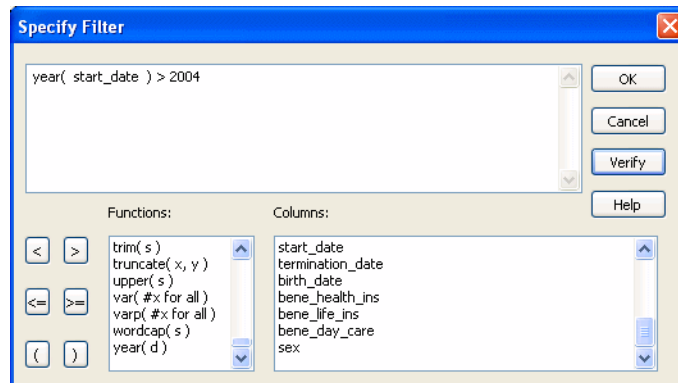 Specify Filter
year( start_date ) > 2004
OK
Cancel
Verify
Help
Functions:
Columns:
< >
<= >=
( )
trim( s )
truncate( x, y )
upper( s )
var( #x for all )
varp( #x for all )
wordcap( s )
year( d )
start_date
termination_date
birth_date
bene_health_ins
bene_life_ins
bene_day_care
sex